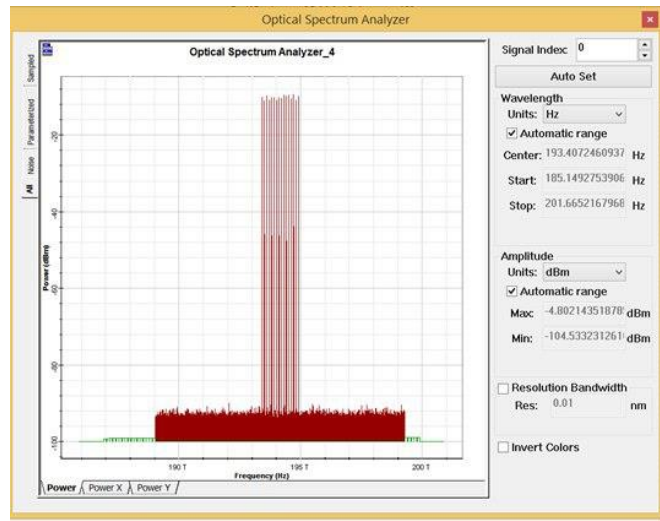 Optical Spectrum Analyzer
x
Optical Spectrum Analyzer_4
Sampled
Parameterized
Noise
All
Power (dBm)
-20
-40
-60
-80
-100
190 T
195 T
200 T
Frequency (Hz)
Power
Power X
Power Y
Signal Index: 0
Auto Set
Wavelength
Units: Hz
Automatic range
Center: 193.4072460937 Hz
Start: 185.1492753906 Hz
Stop: 201.6652167968 Hz
Amplitude
Units: dBm
Automatic range
Max: -4.80214351878 dBm
Min: -104.533231261 dBm
Resolution Bandwidth
Res: 0.01 nm
Invert Colors